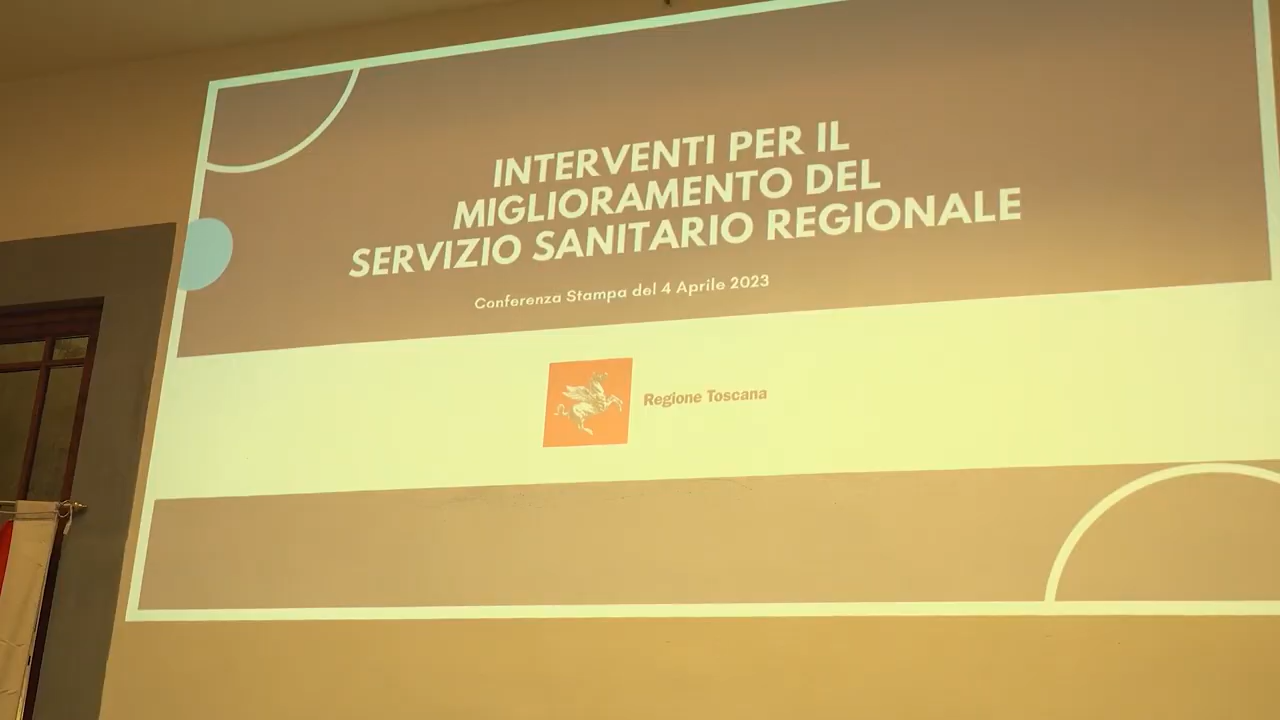 INTERVENTI PER IL
MIGLIORAMENTO DEL
SERVIZIO SANITARIO REGIONALE
Conferenza Stampa del 4 Aprile 2023
Regione Toscana